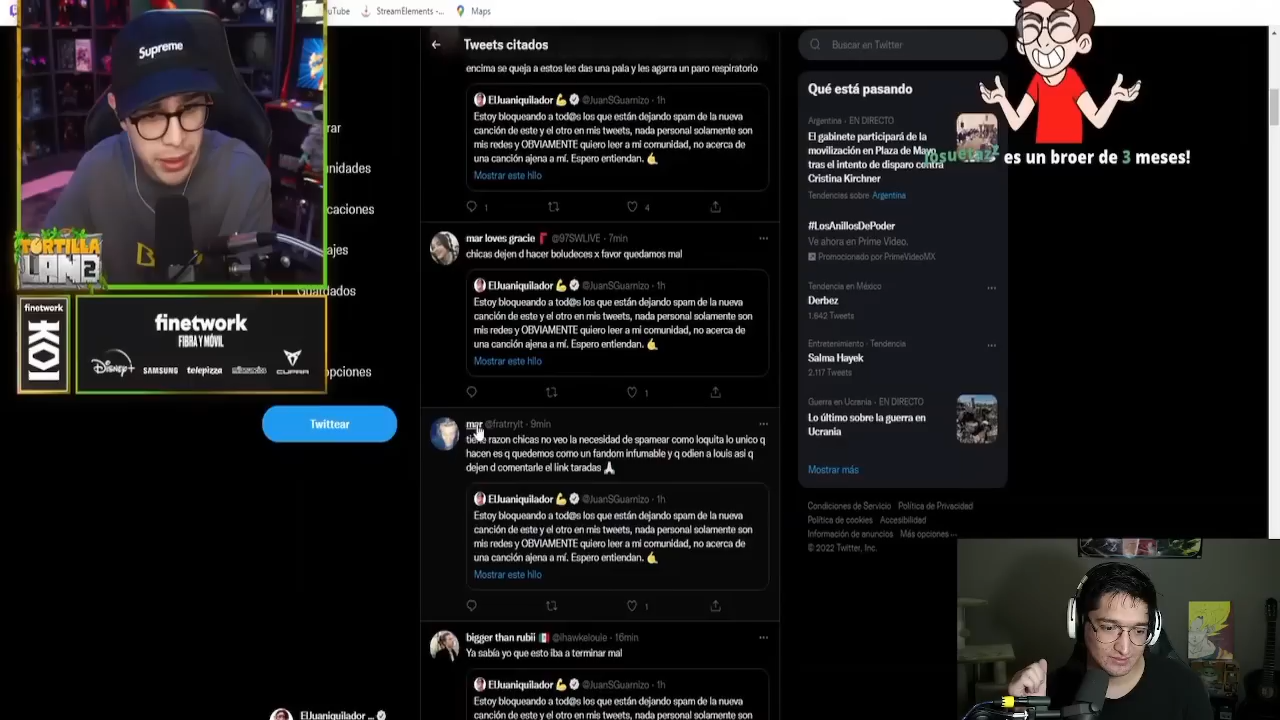 uTube
StreamElements -...
Maps
Supreme
TORTILLA
LAND 2
finetwork
KOI
finetwork
FIBRA Y MÓVIL
Disney+
SAMSUNG
telepizza
CUPRA
rar
nidades
caciones
ajes
Guardados
opciones
Twittear
ElJuaniquilador ...
Tweets citados
encima se queja a estos les das una pala y les agarra un paro respiratorio
ElJuaniquilador 💪 @JuanSGuarnizo · 1h
Estoy bloqueando a tod@s los que están dejando spam de la nueva
canción de este y el otro en mis tweets, nada personal solamente son
mis redes y OBVIAMENTE quiero leer a mi comunidad, no acerca de
una canción ajena a mí. Espero entiendan. 🤙
Mostrar este hilo
1
4
mar loves gracie @97SWLIVE · 7min
chicas dejen d hacer boludeces x favor quedamos mal
ElJuaniquilador 💪 @JuanSGuarnizo · 1h
Estoy bloqueando a tod@s los que están dejando spam de la nueva
canción de este y el otro en mis tweets, nada personal solamente son
mis redes y OBVIAMENTE quiero leer a mi comunidad, no acerca de
una canción ajena a mí. Espero entiendan. 🤙
Mostrar este hilo
1
mar @fratrrylt · 9min
tiene razon chicas no veo la necesidad de spamear como loquita lo unico q
hacen es q quedemos como un fandom infumable y q odien a louis asi q
dejen d comentarle el link taradas 🙏
ElJuaniquilador 💪 @JuanSGuarnizo · 1h
Estoy bloqueando a tod@s los que están dejando spam de la nueva
canción de este y el otro en mis tweets, nada personal solamente son
mis redes y OBVIAMENTE quiero leer a mi comunidad, no acerca de
una canción ajena a mí. Espero entiendan. 🤙
Mostrar este hilo
1
bigger than rubii 🇲🇽 @ihawkelouie · 16min
Ya sabía yo que esto iba a terminar mal
ElJuaniquilador 💪 @JuanSGuarnizo · 1h
Estoy bloqueando a tod@s los que están dejando spam de la nueva
canción de este y el otro en mis tweets, nada personal solamente son
Buscar en Twitter
Qué está pasando
Argentina · EN DIRECTO
El gabinete participará de la
movilización en Plaza de Mayo
tras el intento de disparo contra
Cristina Kirchner
Tendencias sobre Argentina
es un broer de 3 meses!
#LosAnillosDePoder
Ve ahora en Prime Video.
Promocionado por PrimeVideoMX
Tendencia en México
Derbez
1.642 Tweets
Entretenimiento · Tendencia
Salma Hayek
2.117 Tweets
Guerra en Ucrania · EN DIRECTO
Lo último sobre la guerra en
Ucrania
Mostrar más
Condiciones de Servicio Política de Privacidad
Política de cookies Accesibilidad
Información de anuncios Más opciones ···
© 2022 Twitter, Inc.